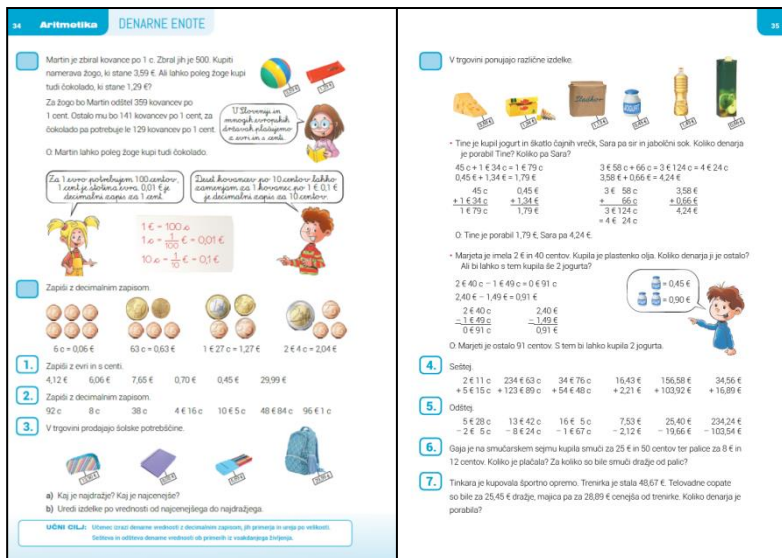 34 Aritmetika DENARNE ENOTE
Martin je zbiral kovance po 1 c. Zbral jih je 500. Kupiti
namerava žogo, ki stane 3,59 €. Ali lahko poleg žoge kupi
tudi čokolado, ki stane 1,29 €?
Za žogo bo Martin odštel 359 kovancev po
1 cent. Ostalo mu bo 141 kovancev po 1 cent, za
čokolado pa potrebuje le 129 kovancev po 1 cent.
O: Martin lahko poleg žoge kupi tudi čokolado.
V Sloveniji in
mnogih evropskih
državah plačujemo
z evri in s centi.
Za 1 evro potrebujem 100 centov.
1 cent je stotina evra. 0,01 € je
decimalni zapis za 1 cent.
Deset kovancev po 10 centov lahko
zamenjam za 1 kovanec po 1 €. 0,1 €
je decimalni zapis za 10 centov.
1 € = 100 c
1 c = 1/100 € = 0,01 €
10 c = 1/10 € = 0,1 €
Zapiši z decimalnim zapisom.
6 c = 0,06 € 63 c = 0,63 € 1 € 27 c = 1,27 € 2 € 4 c = 2,04 €
1. Zapiši z evri in s centi.
4,12 € 6,06 € 7,65 € 0,70 € 0,45 € 29,99 €
2. Zapiši z decimalnim zapisom.
92 c 8 c 38 c 4 € 16 c 10 € 5 c 48 € 84 c 96 € 1 c
3. V trgovini prodajajo šolske potrebščine.
a) Kaj je najdražje? Kaj je najcenejše?
b) Uredi izdelke po vrednosti od najcenejšega do najdražjega.
UČNI CILJ: Učenec izrazi denarne vrednosti z decimalnim zapisom, jih primerja in ureja po velikosti.
Sešteva in odšteva denarne vrednosti ob primerih iz vsakdanjega življenja.
35
V trgovini ponujajo različne izdelke.
Sladkor
• Tine je kupil jogurt in škatlo čajnih vrečk, Sara pa sir in jabolčni sok. Koliko denarja
je porabil Tine? Koliko pa Sara?
45 c + 1 € 34 c = 1 € 79 c 3 € 58 c + 66 c = 3 € 124 c = 4 € 24 c
0,45 € + 1,34 € = 1,79 € 3,58 € + 0,66 € = 4,24 €
45 c 0,45 € 3 € 58 c 3,58 €
+ 1 € 34 c + 1,34 € + 66 c + 0,66 €
1 € 79 c 1,79 € 3 € 124 c 4,24 €
= 4 € 24 c
O: Tine je porabil 1,79 €, Sara pa 4,24 €.
• Marjeta je imela 2 € in 40 centov. Kupila je plastenko olja. Koliko denarja ji je ostalo?
Ali bi lahko s tem kupila še 2 jogurta?
2 € 40 c − 1 € 49 c = 0 € 91 c
2,40 € − 1,49 € = 0,91 €
2 € 40 c 2,40 €
− 1 € 49 c − 1,49 €
0 € 91 c 0,91 €
= 0,45 €
= 0,90 €
O: Marjeti je ostalo 91 centov. S tem bi lahko kupila 2 jogurta.
4. Seštej.
2 € 11 c 234 € 63 c 34 € 76 c 16,43 € 156,58 € 34,56 €
+ 5 € 15 c + 123 € 89 c + 54 € 48 c + 2,21 € + 103,92 € + 16,89 €
5. Odštej.
5 € 28 c 13 € 42 c 16 € 5 c 7,53 € 25,40 € 234,24 €
− 2 € 5 c − 8 € 24 c − 1 € 67 c − 2,12 € − 19,66 € − 103,54 €
6. Gaja je na smučarskem sejmu kupila smuči za 25 € in 50 centov ter palice za 8 € in
12 centov. Koliko je plačala? Za koliko so bile smuči dražje od palic?
7. Tinkara je kupovala športno opremo. Trenirka je stala 48,67 €. Telovadne copate
so bile za 25,45 € dražje, majica pa za 28,89 € cenejša od trenirke. Koliko denarja je
porabila?